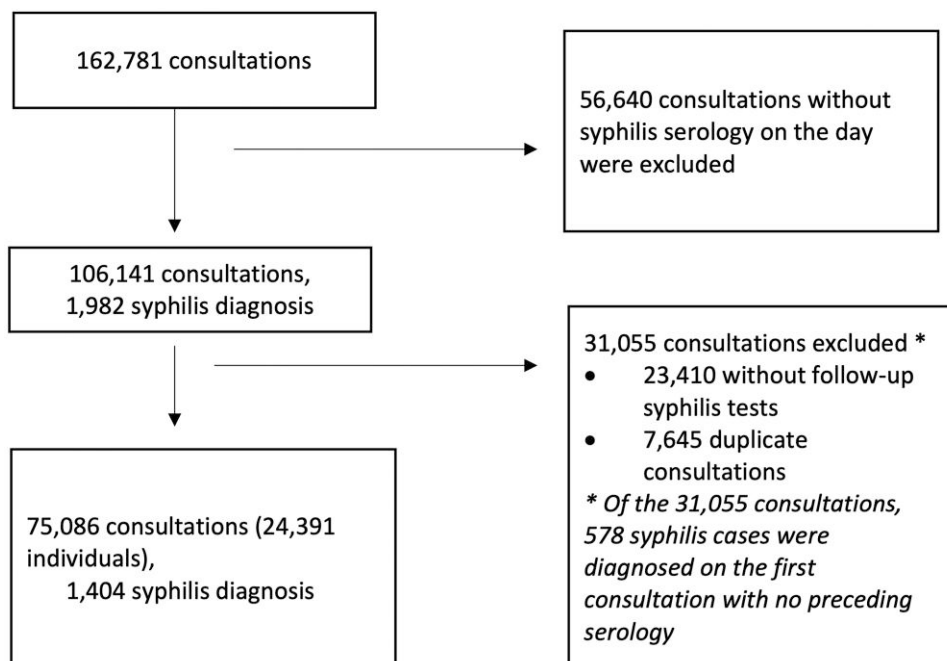 162,781 consultations
56,640 consultations without
syphilis serology on the day
were excluded
106,141 consultations,
1,982 syphilis diagnosis
31,055 consultations excluded *
• 23,410 without follow-up
syphilis tests
• 7,645 duplicate
consultations
* Of the 31,055 consultations,
578 syphilis cases were
diagnosed on the first
consultation with no preceding
serology
75,086 consultations (24,391
individuals),
1,404 syphilis diagnosis